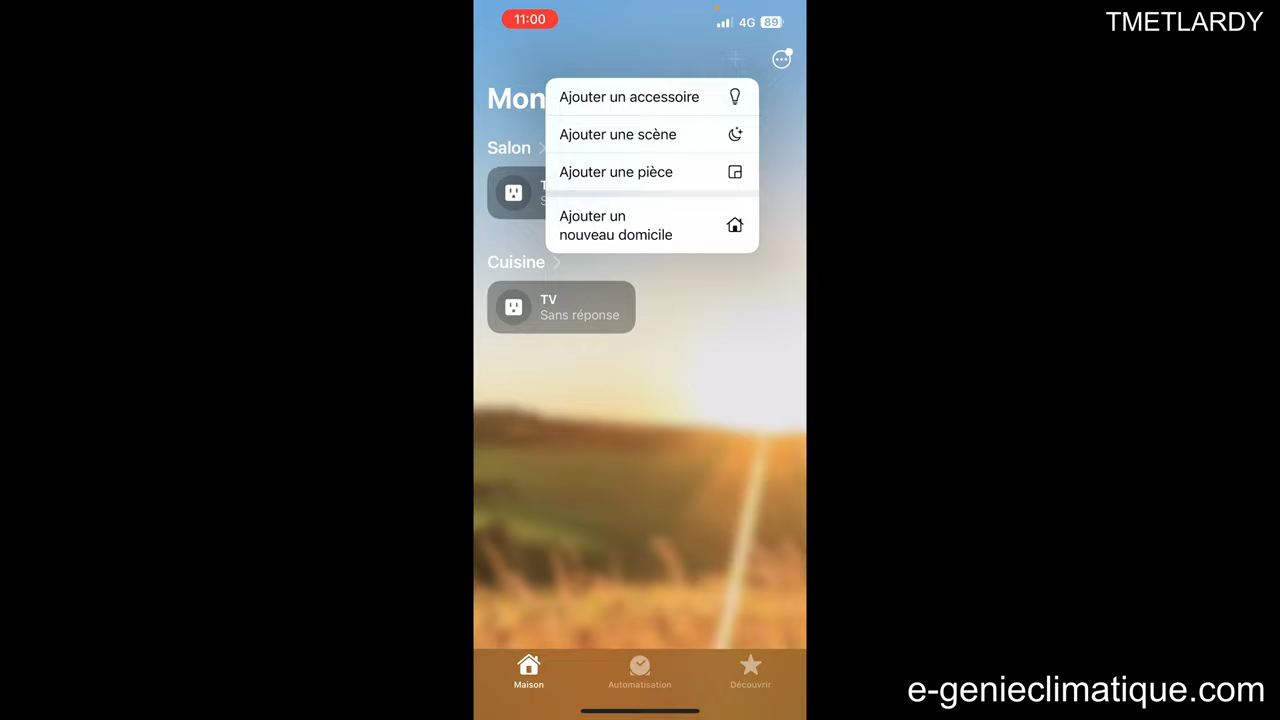 TMETLARDY
11:00
4G 89
Mon
Ajouter un accessoire
Ajouter une scène
Ajouter une pièce
Ajouter un
nouveau domicile
Salon
Cuisine
TV
Sans réponse
Maison
Automatisation
Découvrir
e-genieclimatique.com